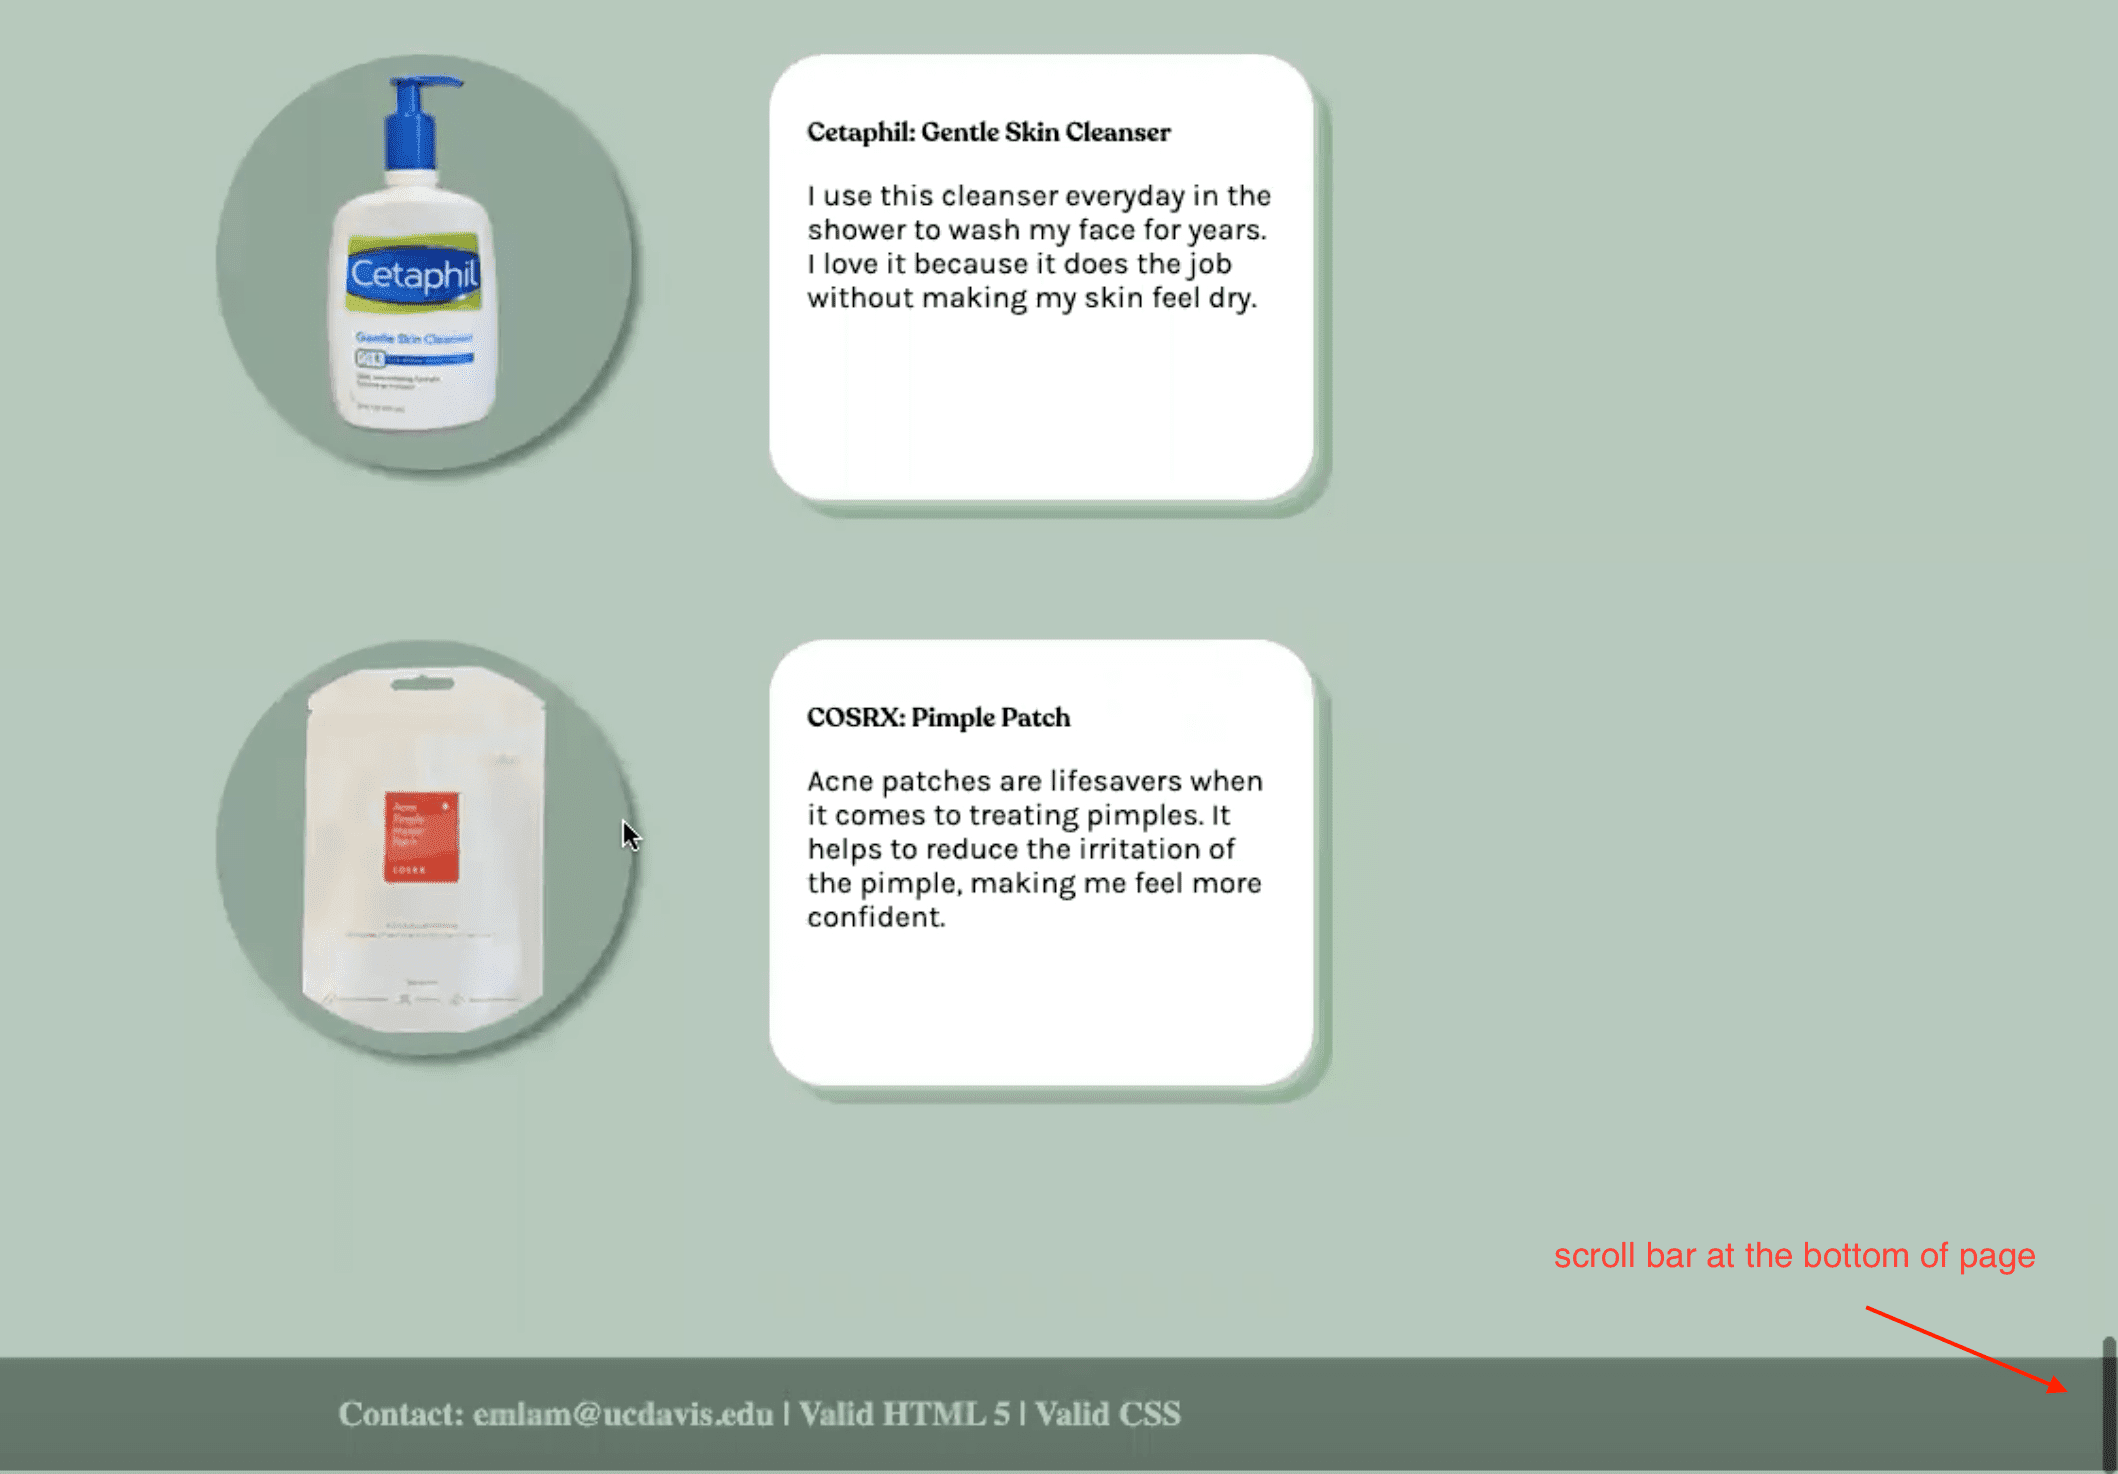 Cetaphil
Gentle Skin Cleanser
Cetaphil: Gentle Skin Cleanser
I use this cleanser everyday in the
shower to wash my face for years.
I love it because it does the job
without making my skin feel dry.
Acne
Pimple
Master
Patch
COSRX
COSRX: Pimple Patch
Acne patches are lifesavers when
it comes to treating pimples. It
helps to reduce the irritation of
the pimple, making me feel more
confident.
scroll bar at the bottom of page
Contact: emlam@ucdavis.edu | Valid HTML 5 | Valid CSS